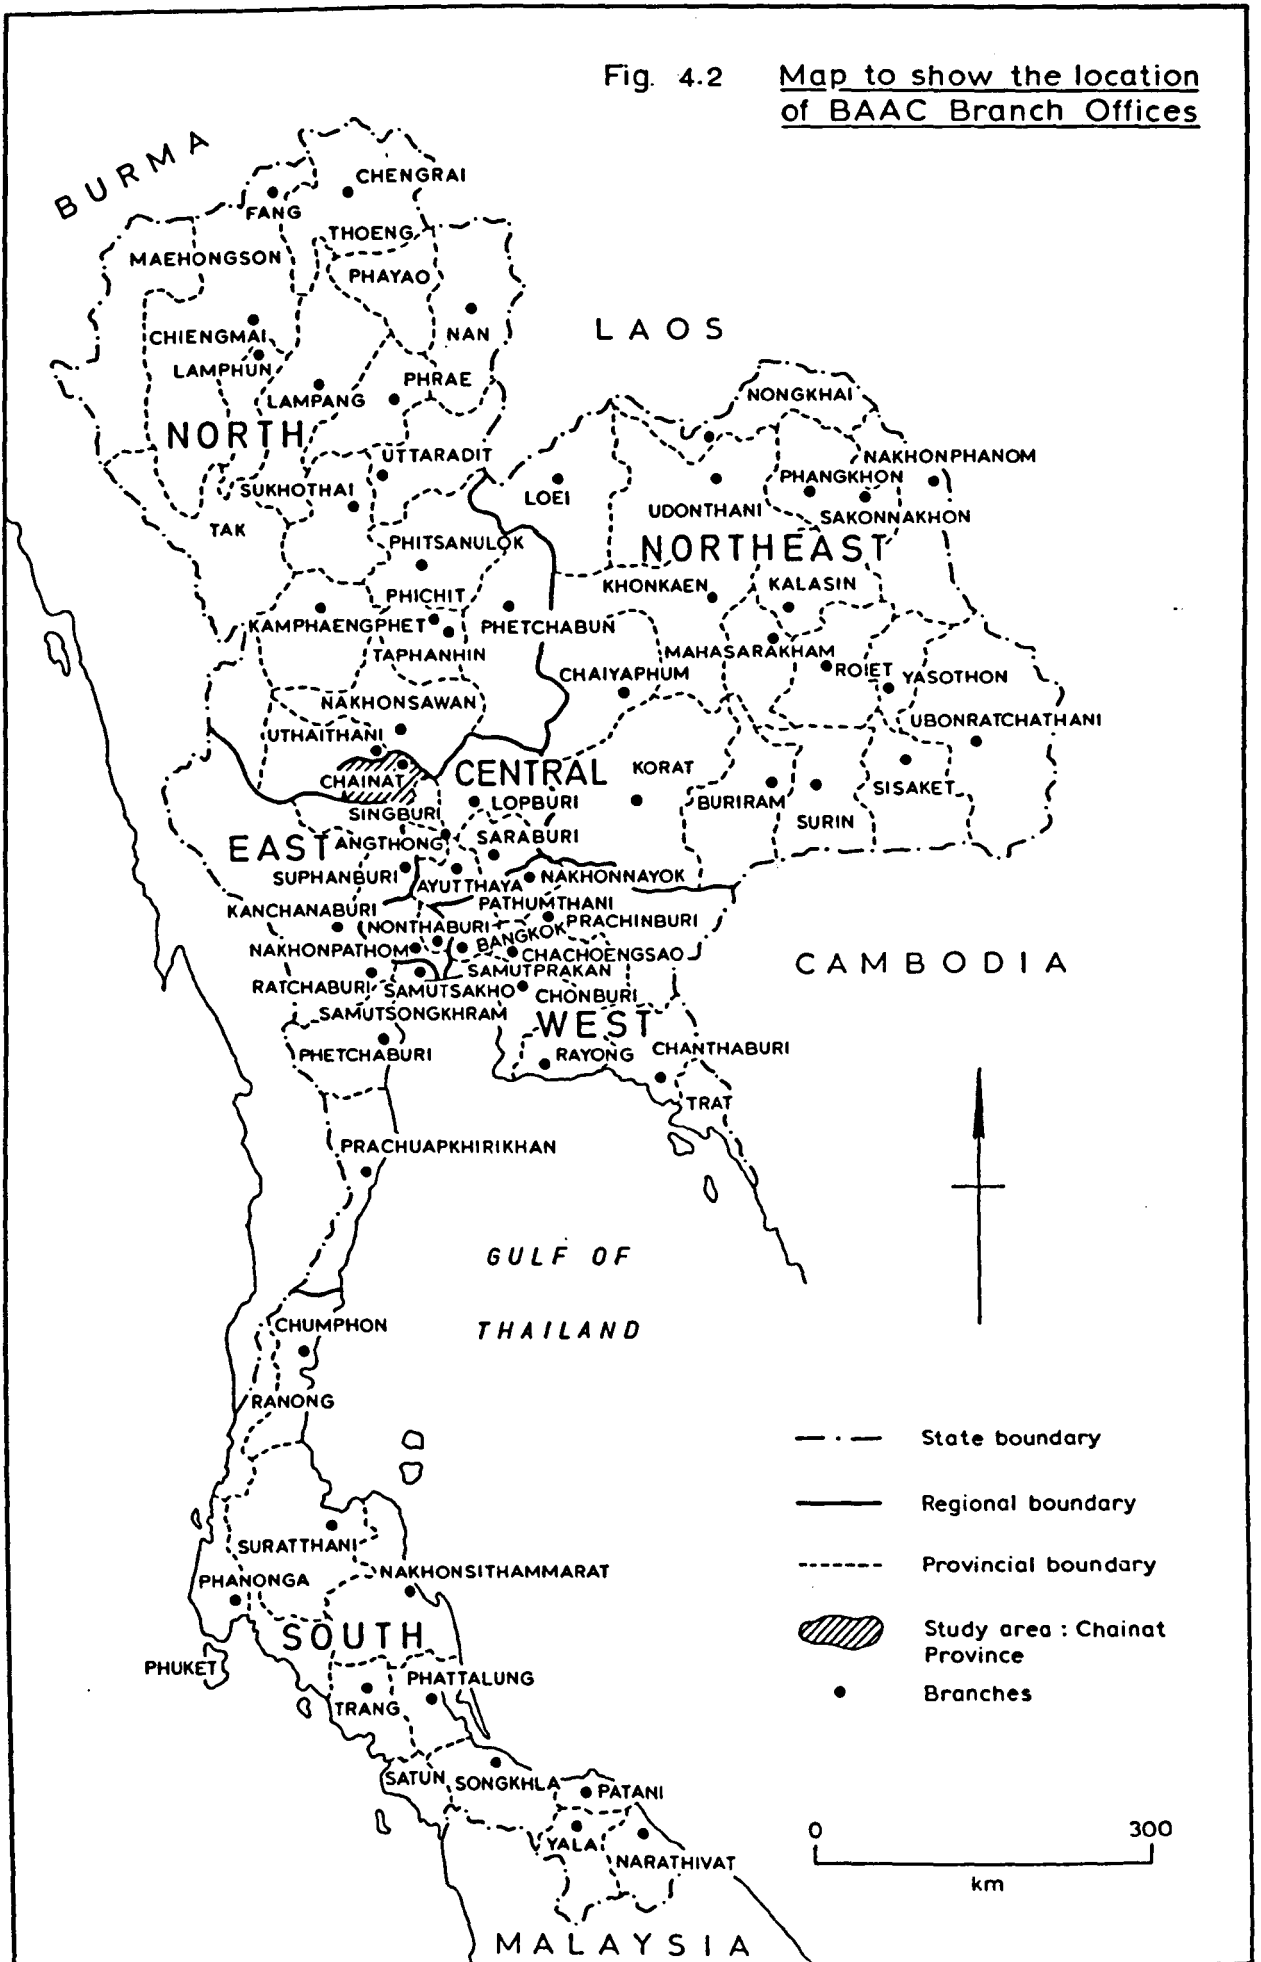 Fig. 4.2 Map to show the location
of BAAC Branch Offices
BURMA
CHENGRAI
FANG
THOENG
MAEHONGSON
PHAYAO
CHIENGMAI
NAN
LAOS
LAMPHUN
PHRAE
LAMPANG
NONGKHAI
NORTH
UTTARADIT
NAKHONPHANOM
SUKHOTHAI
LOEI
PHANGKHON
UDONTHANI
SAKONNAKHON
TAK
PHITSANULOK
NORTHEAST
KHONKAEN
KALASIN
PHICHIT
KAMPHAENGPHET
PHETCHABUN
TAPHANHIN
MAHASARAKHAM
CHAIYAPHUM
ROIET
YASOTHON
NAKHONSAWAN
UBONRATCHATHANI
UTHAITHANI
CHAINAT
CENTRAL
KORAT
SISAKET
LOPBURI
BURIRAM
SINGBURI
SURIN
EAST
ANGTHONG
SARABURI
SUPHANBURI
AYUTTHAYA
NAKHONNAYOK
KANCHANABURI
PATHUMTHANI
NONTHABURI
PRACHINBURI
BANGKOK
NAKHONPATHOM
CHACHOENGSAO
CAMBODIA
SAMUTPRAKAN
RATCHABURI
SAMUTSAKHO
CHONBURI
SAMUTSONGKHRAM
WEST
PHETCHABURI
RAYONG
CHANTHABURI
TRAT
PRACHUAPKHIRIKHAN
GULF OF
THAILAND
CHUMPHON
RANONG
State boundary
Regional boundary
SURATTHANI
Provincial boundary
PHANONGA
NAKHONSITHAMMARAT
SOUTH
Study area : Chainat
Province
PHUKET
PHATTALUNG
Branches
TRANG
SATUN
SONGKHLA
PATANI
YALA
NARATHIVAT
0 300
km
MALAYSIA